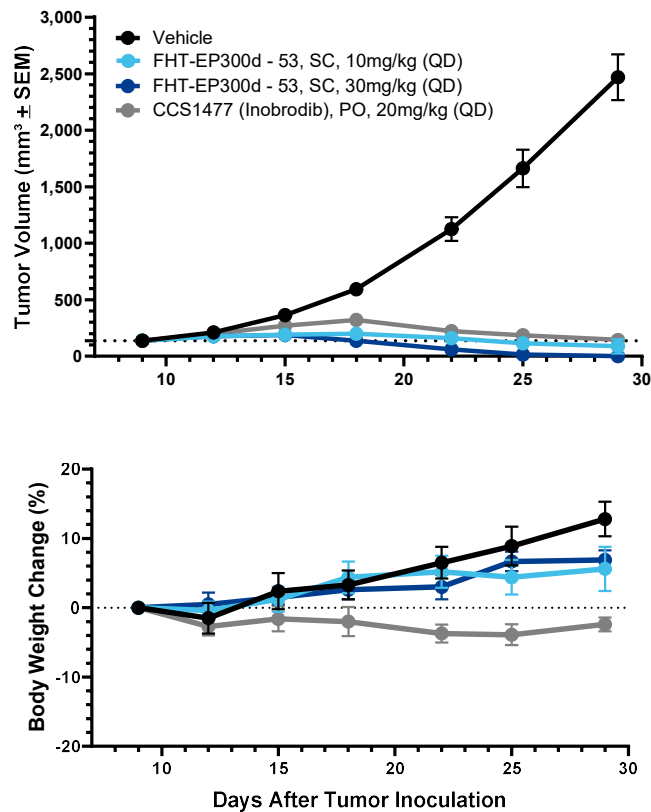 Tumor Volume (mm³ ± SEM)
3,000
2,500
2,000
1,500
1,000
500
0
Vehicle
FHT-EP300d - 53, SC, 10mg/kg (QD)
FHT-EP300d - 53, SC, 30mg/kg (QD)
CCS1477 (Inobrodib), PO, 20mg/kg (QD)
10 15 20 25 30
Body Weight Change (%)
20
10
0
-10
-20
10 15 20 25 30
Days After Tumor Inoculation